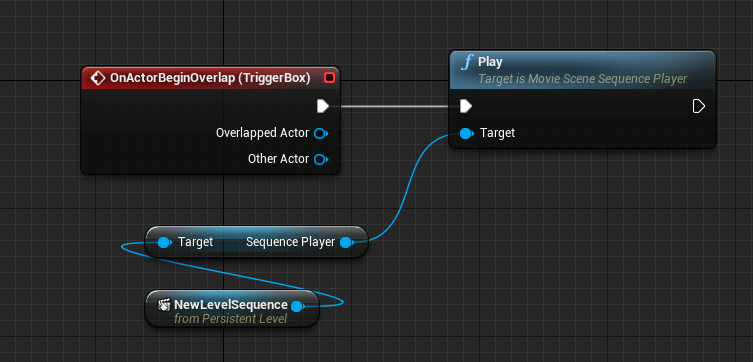 OnActorBeginOverlap (TriggerBox)
Overlapped Actor
Other Actor
f Play
Target is Movie Scene Sequence Player
Target
Target Sequence Player
NewLevelSequence
from Persistent Level